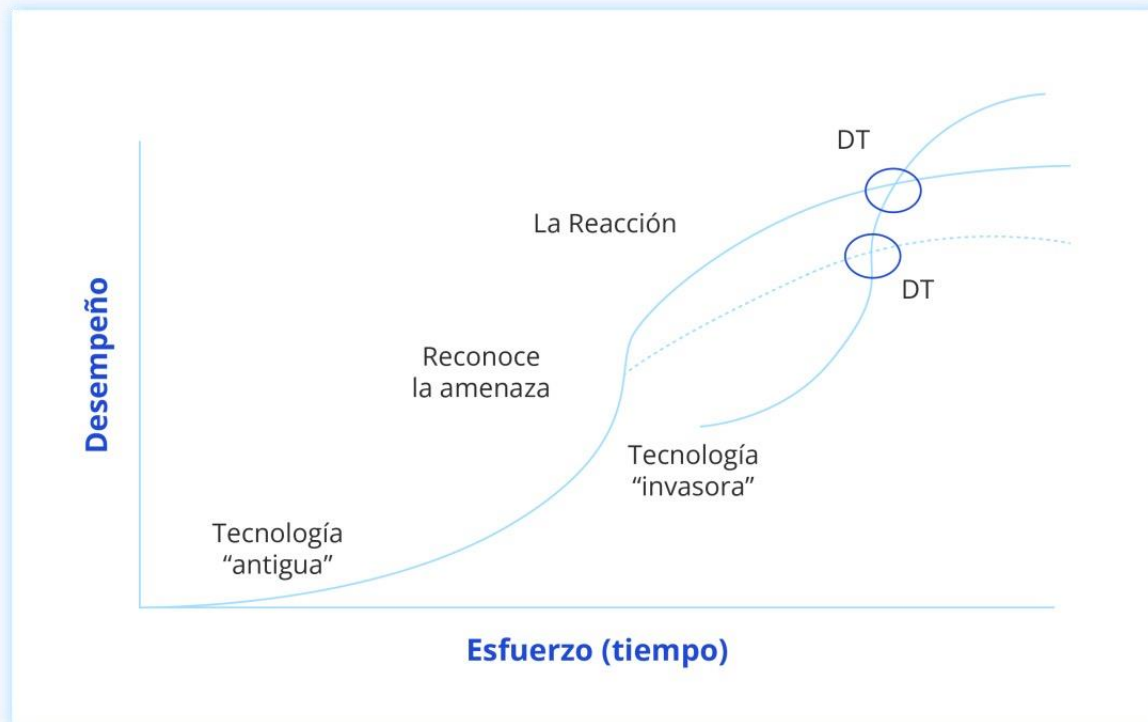 DT
La Reacción
DT
Reconoce
la amenaza
Tecnología
“invasora”
Tecnología
“antigua”
Desempeño
Esfuerzo (tiempo)